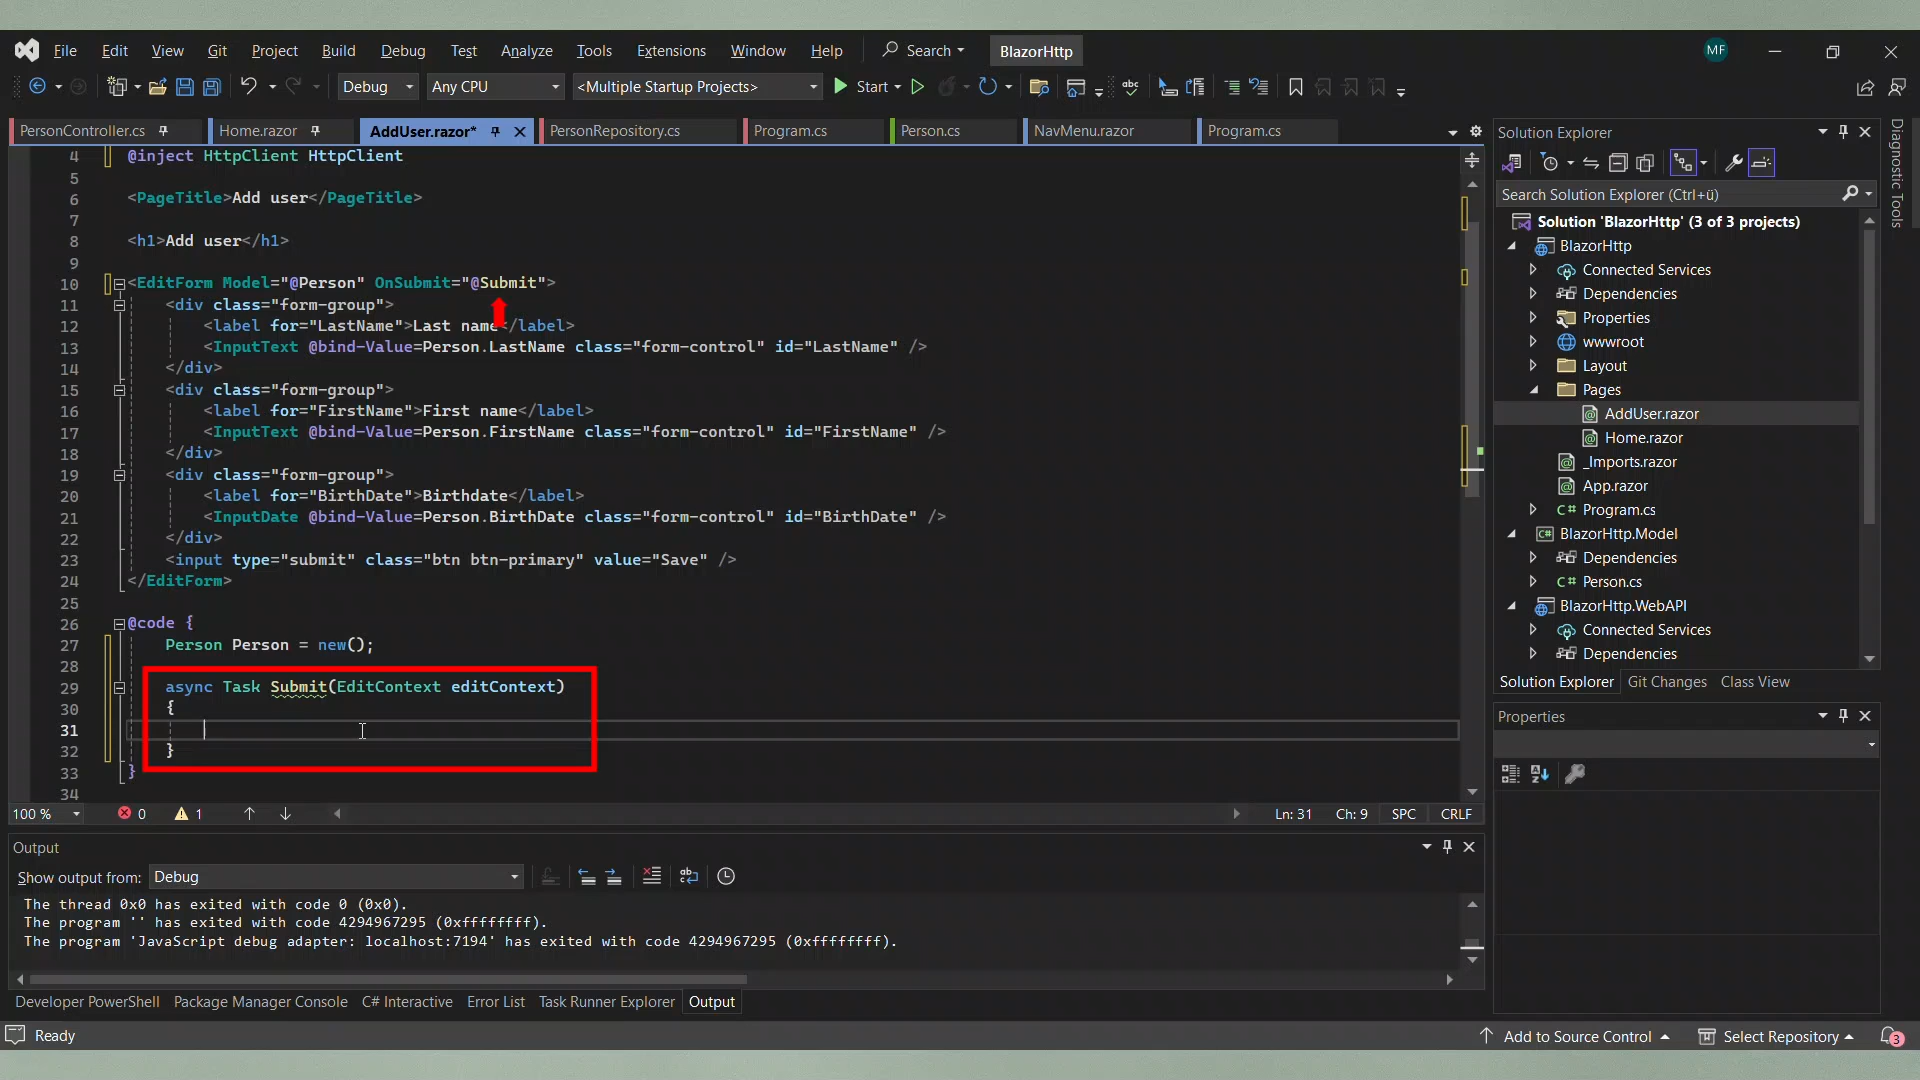 File Edit View Git Project Build Debug Test Analyze Tools Extensions Window Help Search BlazorHttp MF
Debug Any CPU <Multiple Startup Projects> Start
PersonController.cs Home.razor AddUser.razor* PersonRepository.cs Program.cs Person.cs NavMenu.razor Program.cs
4 @inject HttpClient HttpClient
5
6 <PageTitle>Add user</PageTitle>
7
8 <h1>Add user</h1>
9
10 <EditForm Model="@Person" OnSubmit="@Submit">
11 <div class="form-group">
12 <label for="LastName">Last name</label>
13 <InputText @bind-Value=Person.LastName class="form-control" id="LastName" />
14 </div>
15 <div class="form-group">
16 <label for="FirstName">First name</label>
17 <InputText @bind-Value=Person.FirstName class="form-control" id="FirstName" />
18 </div>
19 <div class="form-group">
20 <label for="BirthDate">Birthdate</label>
21 <InputDate @bind-Value=Person.BirthDate class="form-control" id="BirthDate" />
22 </div>
23 <input type="submit" class="btn btn-primary" value="Save" />
24 </EditForm>
25
26 @code {
27 Person Person = new();
28
29 async Task Submit(EditContext editContext)
30 {
31
32 }
33 }
34
100 % 0 1 Ln: 31 Ch: 9 SPC CRLF
Output
Show output from: Debug
The thread 0x0 has exited with code 0 (0x0).
The program '' has exited with code 4294967295 (0xffffffff).
The program 'JavaScript debug adapter: localhost:7194' has exited with code 4294967295 (0xffffffff).
Developer PowerShell Package Manager Console C# Interactive Error List Task Runner Explorer Output
Solution Explorer
Search Solution Explorer (Ctrl+ü)
Solution 'BlazorHttp' (3 of 3 projects)
BlazorHttp
Connected Services
Dependencies
Properties
wwwroot
Layout
Pages
AddUser.razor
Home.razor
_Imports.razor
App.razor
C# Program.cs
C# BlazorHttp.Model
Dependencies
C# Person.cs
BlazorHttp.WebAPI
Connected Services
Dependencies
Solution Explorer Git Changes Class View
Properties
Diagnostic Tools
Ready Add to Source Control Select Repository 3